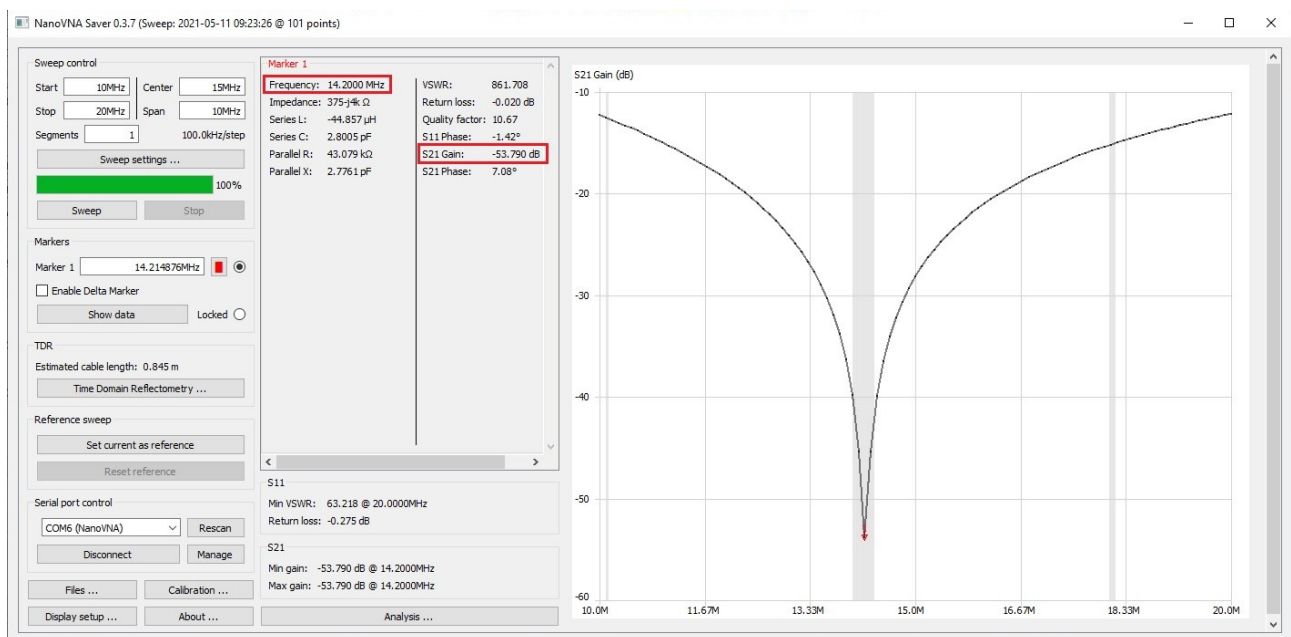 NanoVNA Saver 0.3.7 (Sweep: 2021-05-11 09:23:26 @ 101 points)
Sweep control
Start 10MHz Center 15MHz
Stop 20MHz Span 10MHz
Segments 1 100.0kHz/step
Sweep settings ...
100%
Sweep Stop
Markers
Marker 1 14.214876MHz
Enable Delta Marker
Show data Locked
TDR
Estimated cable length: 0.845 m
Time Domain Reflectometry ...
Reference sweep
Set current as reference
Reset reference
Serial port control
COM6 (NanoVNA) Rescan
Disconnect Manage
Files ... Calibration ...
Display setup ... About ...
Marker 1
Frequency: 14.2000 MHz
Impedance: 375-j4k Ω
Series L: -44.857 µH
Series C: 2.8005 pF
Parallel R: 43.079 kΩ
Parallel X: 2.7761 pF
VSWR: 861.708
Return loss: -0.020 dB
Quality factor: 10.67
S11 Phase: -1.42°
S21 Gain: -53.790 dB
S21 Phase: 7.08°
S11
Min VSWR: 63.218 @ 20.0000MHz
Return loss: -0.275 dB
S21
Min gain: -53.790 dB @ 14.2000MHz
Max gain: -53.790 dB @ 14.2000MHz
Analysis ...
S21 Gain (dB)
-10
-20
-30
-40
-50
-60
10.0M 11.67M 13.33M 15.0M 16.67M 18.33M 20.0M